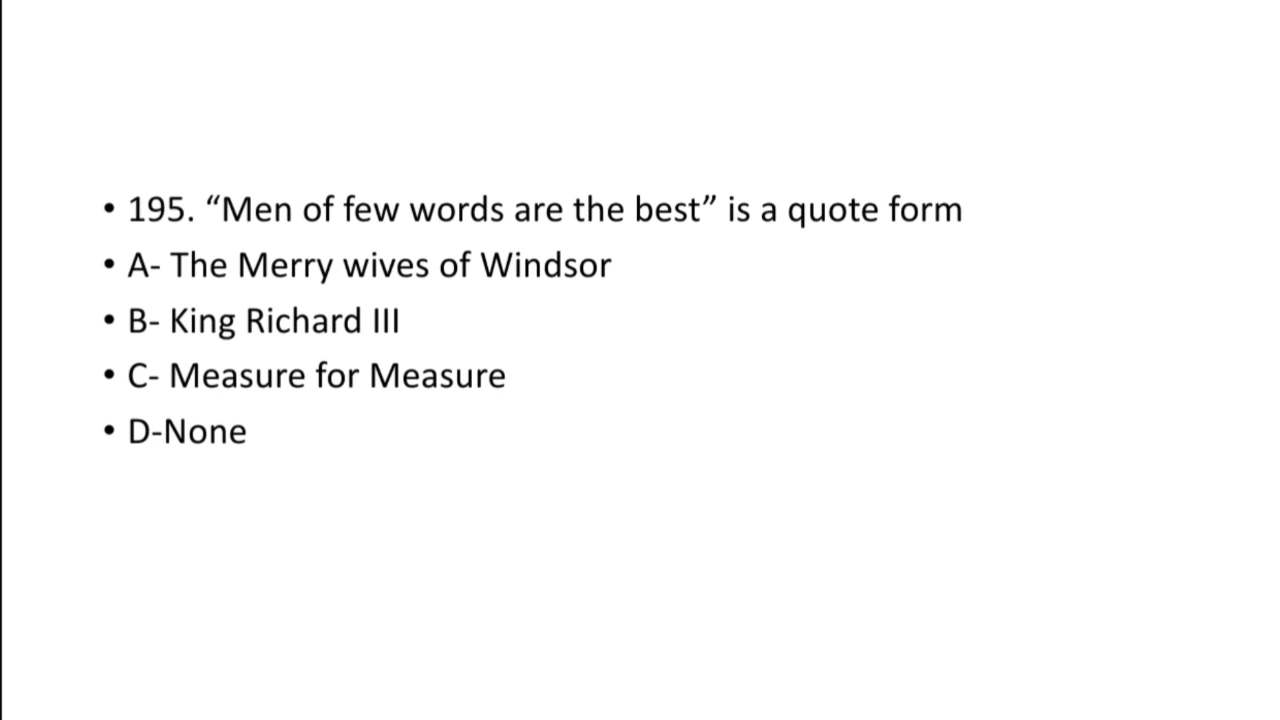 • 195. “Men of few words are the best” is a quote form
• A- The Merry wives of Windsor
• B- King Richard III
• C- Measure for Measure
• D-None